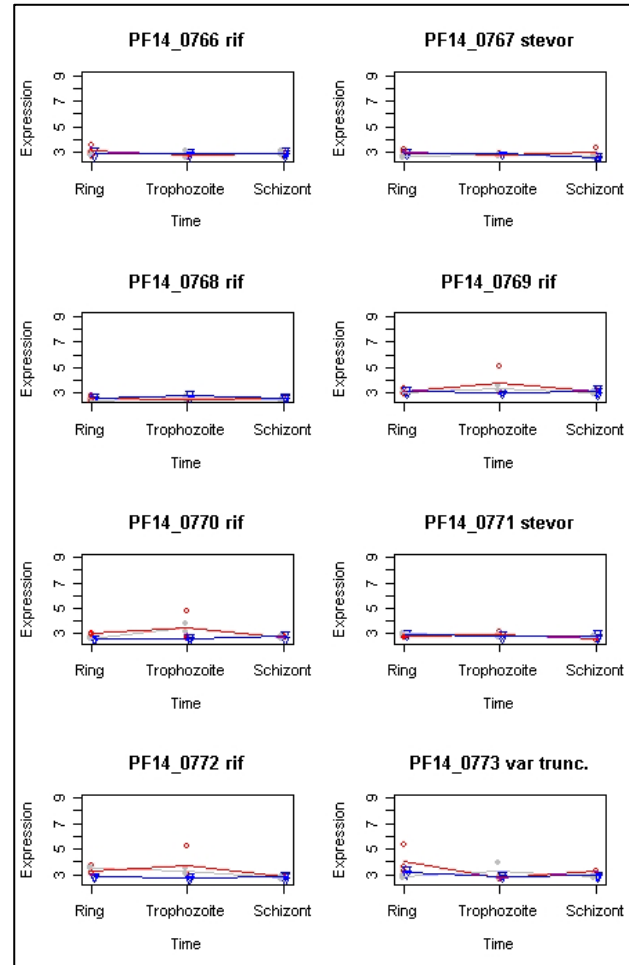 PF14_0766 rif
Expression
9
7
5
3
Ring Trophozoite Schizont
Time
PF14_0767 stevor
Expression
9
7
5
3
Ring Trophozoite Schizont
Time
PF14_0768 rif
Expression
9
7
5
3
Ring Trophozoite Schizont
Time
PF14_0769 rif
Expression
9
7
5
3
Ring Trophozoite Schizont
Time
PF14_0770 rif
Expression
9
7
5
3
Ring Trophozoite Schizont
Time
PF14_0771 stevor
Expression
9
7
5
3
Ring Trophozoite Schizont
Time
PF14_0772 rif
Expression
9
7
5
3
Ring Trophozoite Schizont
Time
PF14_0773 var trunc.
Expression
9
7
5
3
Ring Trophozoite Schizont
Time